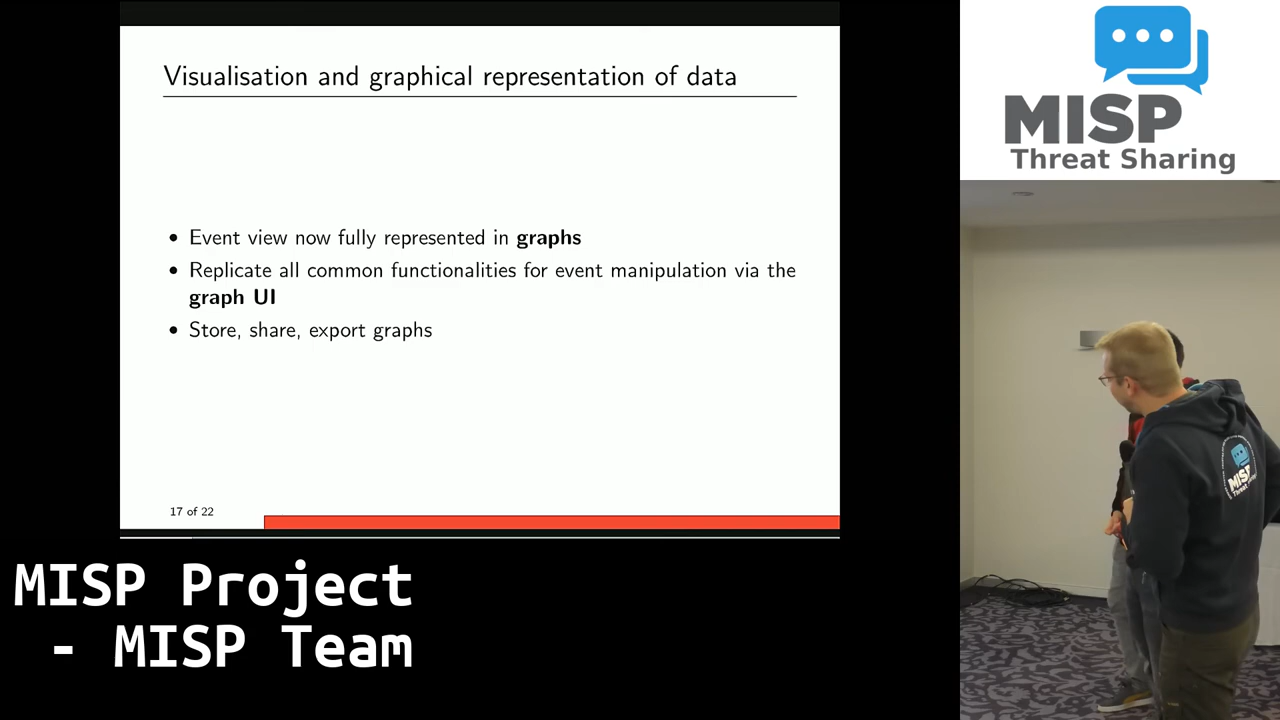 Visualisation and graphical representation of data
• Event view now fully represented in graphs
• Replicate all common functionalities for event manipulation via the
graph UI
• Store, share, export graphs
17 of 22
MISP Project
- MISP Team
MISP
Threat Sharing
MISP